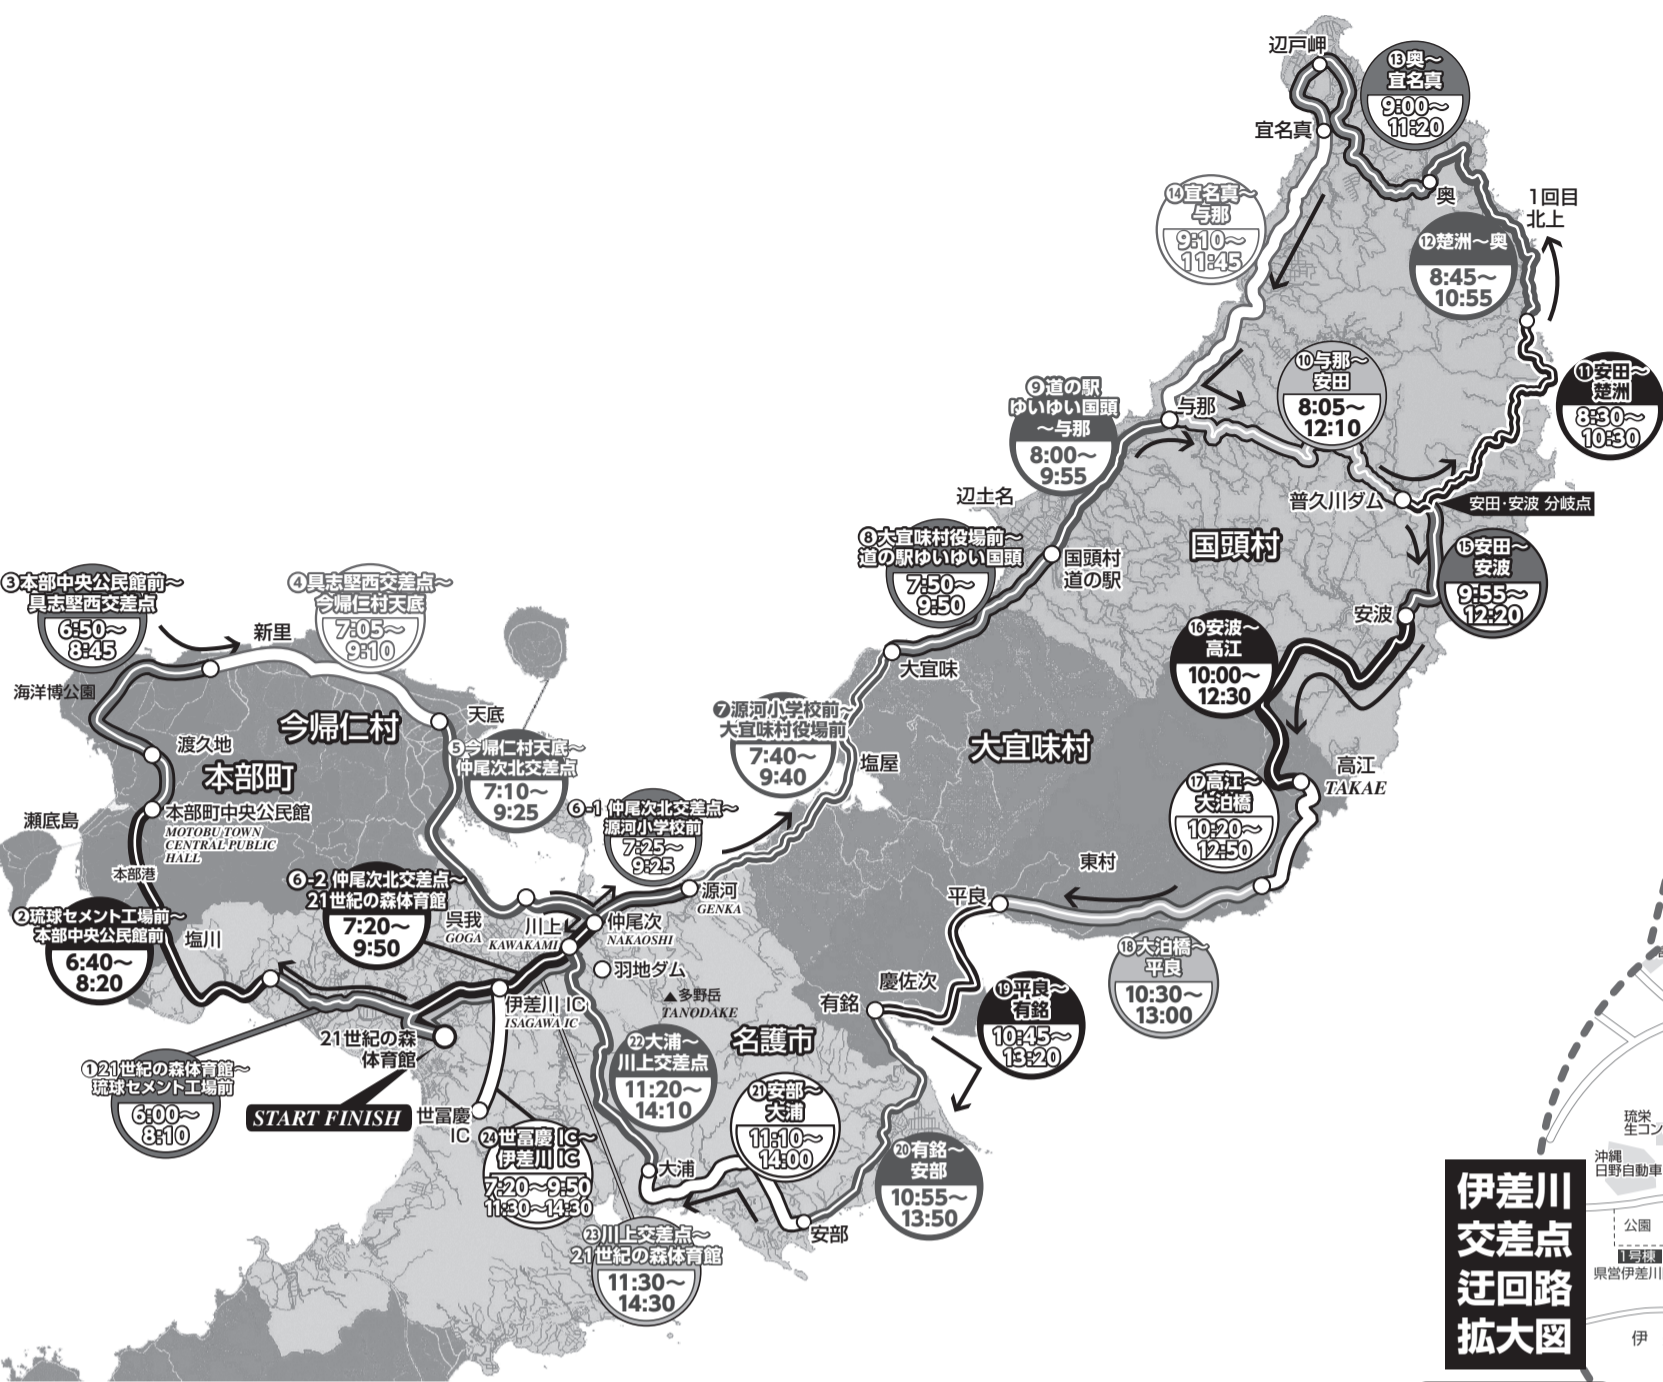 辺戸岬
⑬奥～
宜名真
9:00～
11:20
宜名真
奥
1回目
北上
⑭宜名真～
与那
9:10～
11:45
⑫楚洲～奥
8:45～
10:55
⑩与那～
安田
8:05～
12:10
⑪安田～
楚洲
8:30～
10:30
⑨道の駅
ゆいゆい国頭
～与那
8:00～
9:55
与那
辺土名
普久川ダム
安田・安波 分岐点
⑧大宜味村役場前～
道の駅ゆいゆい国頭
7:50～
9:50
国頭村
道の駅
国頭村
⑮安田～
安波
9:55～
12:20
③本部中央公民館前～
具志堅西交差点
6:50～
8:45
④具志堅西交差点～
今帰仁村天底
7:05～
9:10
新里
安波
⑯安波～
高江
10:00～
12:30
大宜味
海洋博公園
今帰仁村
天底
⑦源河小学校前～
大宜味村役場前
7:40～
9:40
大宜味村
渡久地
本部町
⑤今帰仁村天底～
仲尾次北交差点
7:10～
9:25
塩屋
高江
TAKAE
⑰高江～
大泊橋
10:20～
12:50
瀬底島
本部町中央公民館
MOTOBU TOWN
CENTRAL PUBLIC
HALL
⑥-1 仲尾次北交差点～
源河小学校前
7:25～
9:25
本部港
⑥-2 仲尾次北交差点～
21世紀の森体育館
7:20～
9:50
東村
平良
源河
GENKA
②琉球セメント工場前～
本部中央公民館前
6:40～
8:20
塩川
呉我
GOGA
川上
KAWAKAMI
仲尾次
NAKAOSHI
⑱大泊橋～
平良
10:30～
13:00
羽地ダム
慶佐次
有銘
⑲平良～
有銘
10:45～
13:20
伊差川 IC
ISAGAWA IC
▲多野岳
TANODAKE
名護市
21世紀の森
体育館
①21世紀の森体育館～
琉球セメント工場前
6:00～
8:10
START FINISH
世冨慶
IC
㉒大浦～
川上交差点
11:20～
14:10
㉑安部～
大浦
11:10～
14:00
㉔世冨慶 IC～
伊差川 IC
7:20～9:50
11:30～14:30
大浦
⑳有銘～
安部
10:55～
13:50
安部
㉓川上交差点～
21世紀の森体育館
11:30～
14:30
伊差川
交差点
迂回路
拡大図
琉栄
生コン
沖縄
日野自動車
公園
1号棟
県営伊差川
伊